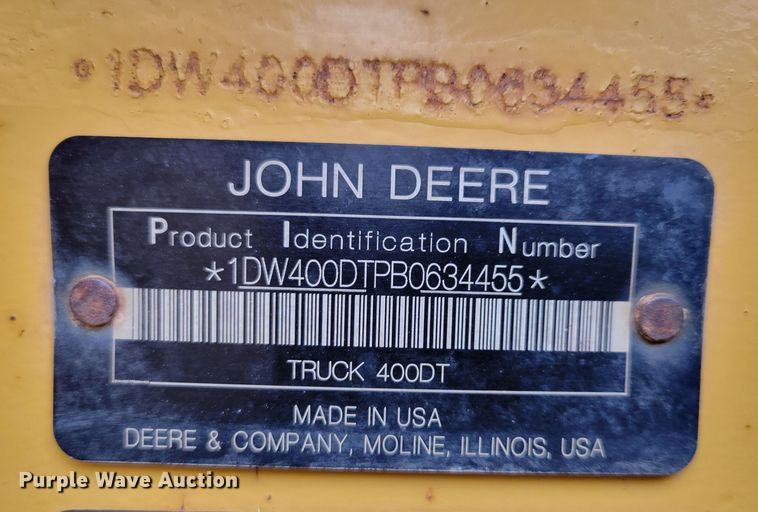 *1DW400DTPB0634455*
JOHN DEERE
Product Identification Number
*1DW400DTPB0634455*
TRUCK 400DT
MADE IN USA
DEERE & COMPANY, MOLINE, ILLINOIS, USA
Purple Wave Auction